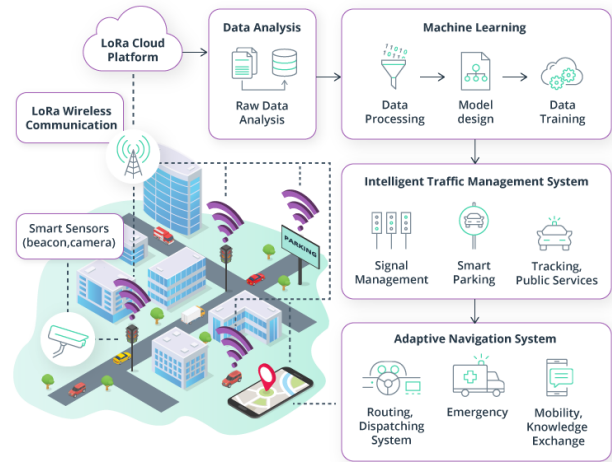 LoRa Cloud
Platform
Data Analysis
Raw Data
Analysis
Machine Learning
11010
1010
Data
Processing
Model
design
Data
Training
LoRa Wireless
Communication
Smart Sensors
(beacon,camera)
PARKING
Intelligent Traffic Management System
Signal
Management
Smart
Parking
Tracking,
Public Services
Adaptive Navigation System
Routing,
Dispatching
System
Emergency
Mobility,
Knowledge
Exchange